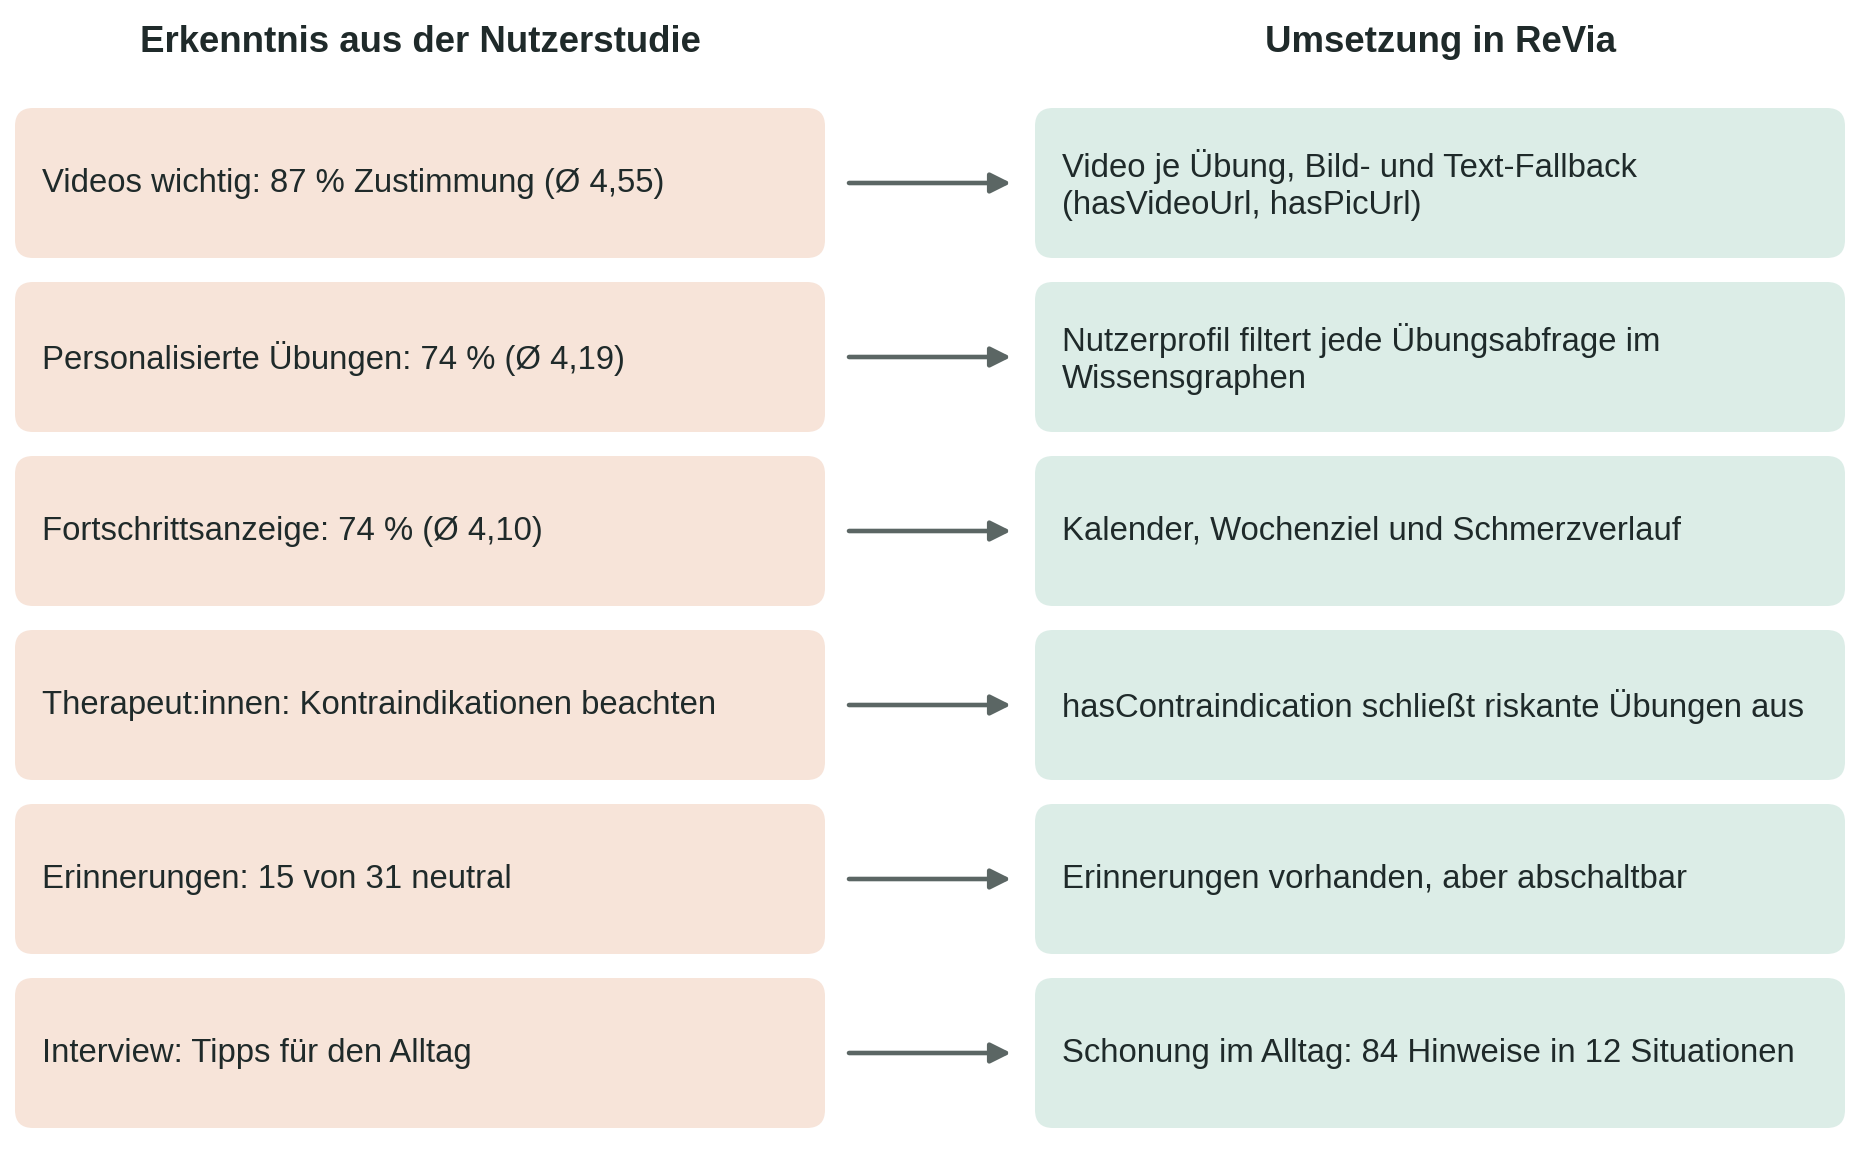 Erkenntnis aus der Nutzerstudie
Umsetzung in ReVia
Videos wichtig: 87 % Zustimmung (Ø 4,55)
Video je Übung, Bild- und Text-Fallback
(hasVideoUrl, hasPicUrl)
Personalisierte Übungen: 74 % (Ø 4,19)
Nutzerprofil filtert jede Übungsabfrage im
Wissensgraphen
Fortschrittsanzeige: 74 % (Ø 4,10)
Kalender, Wochenziel und Schmerzverlauf
Therapeut:innen: Kontraindikationen beachten
hasContraindication schließt riskante Übungen aus
Erinnerungen: 15 von 31 neutral
Erinnerungen vorhanden, aber abschaltbar
Interview: Tipps für den Alltag
Schonung im Alltag: 84 Hinweise in 12 Situationen